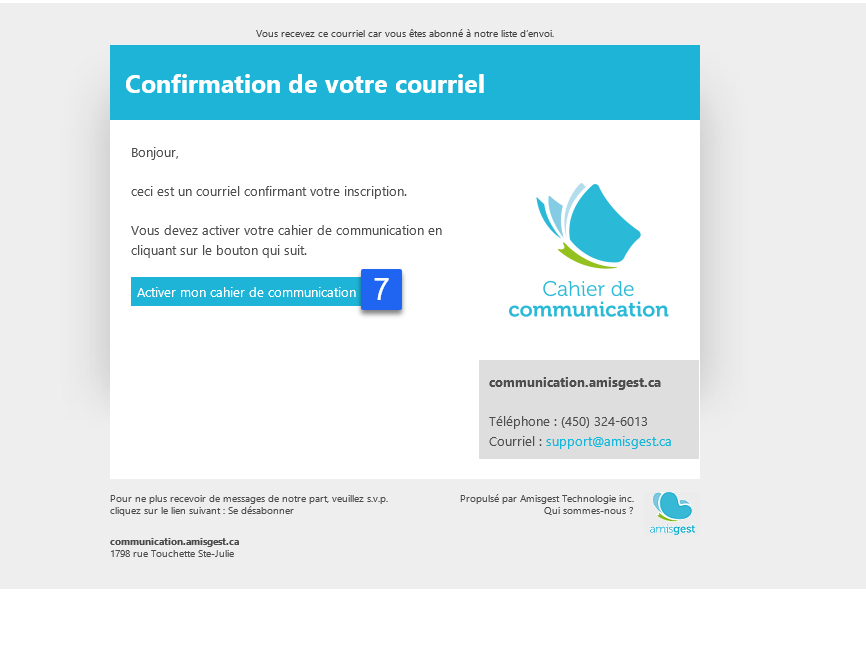 Vous recevez ce courriel car vous êtes abonné à notre liste d’envoi.
Confirmation de votre courriel
Bonjour,
ceci est un courriel confirmant votre inscription.
Vous devez activer votre cahier de communication en
cliquant sur le bouton qui suit.
Activer mon cahier de communication
7
Cahier de
communication
communication.amisgest.ca
Téléphone : (450) 324-6013
Courriel : support@amisgest.ca
Pour ne plus recevoir de messages de notre part, veuillez s.v.p.
cliquez sur le lien suivant : Se désabonner
communication.amisgest.ca
1798 rue Touchette Ste-Julie
Propulsé par Amisgest Technologie inc.
Qui sommes-nous ?
amisgest